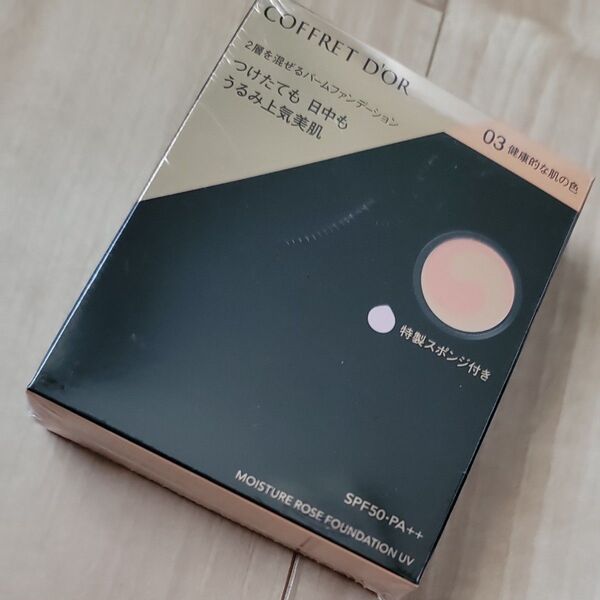 COFFRET D'OR
2層を混ぜるバームファンデーション
つけたても 日中も
うるみ上気美肌
03 健康的な肌の色
特製スポンジ付き
SPF50・PA++
MOISTURE ROSE FOUNDATION UV